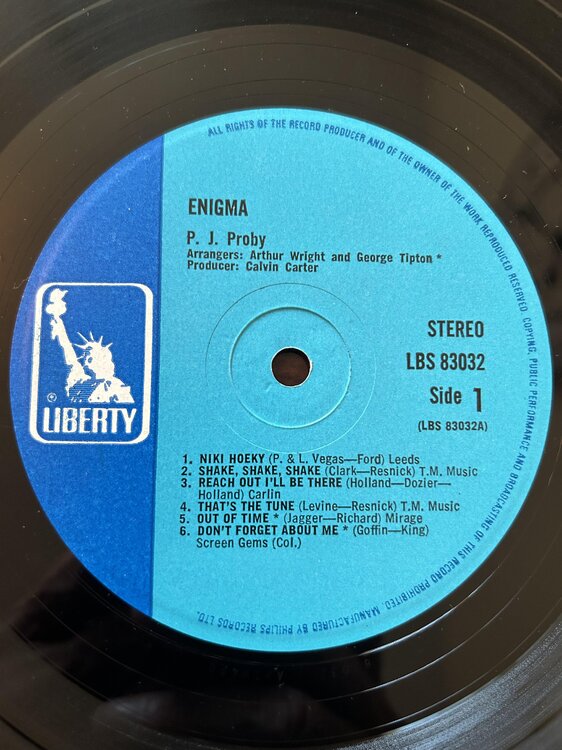 ALL RIGHTS OF THE RECORD PRODUCER AND OF THE OWNER OF THE WORK REPRODUCED RESERVED. COPYING, PUBLIC PERFORMANCE AND BROADCASTING OF THIS RECORD PROHIBITED. MANUFACTURED BY PHILIPS RECORDS LTD.
ENIGMA
P. J. Proby
Arrangers: Arthur Wright and George Tipton *
Producer: Calvin Carter
STEREO
LBS 83032
Side 1
(LBS 83032A)
® LIBERTY
1. NIKI HOEKY (P. & L. Vegas—Ford) Leeds
2. SHAKE, SHAKE, SHAKE (Clark—Resnick) T.M. Music
3. REACH OUT I'LL BE THERE (Holland—Dozier—
Holland) Carlin
4. THAT'S THE TUNE (Levine—Resnick) T.M. Music
5. OUT OF TIME * (Jagger—Richard) Mirage
6. DON'T FORGET ABOUT ME * (Goffin—King)
Screen Gems (Col.)